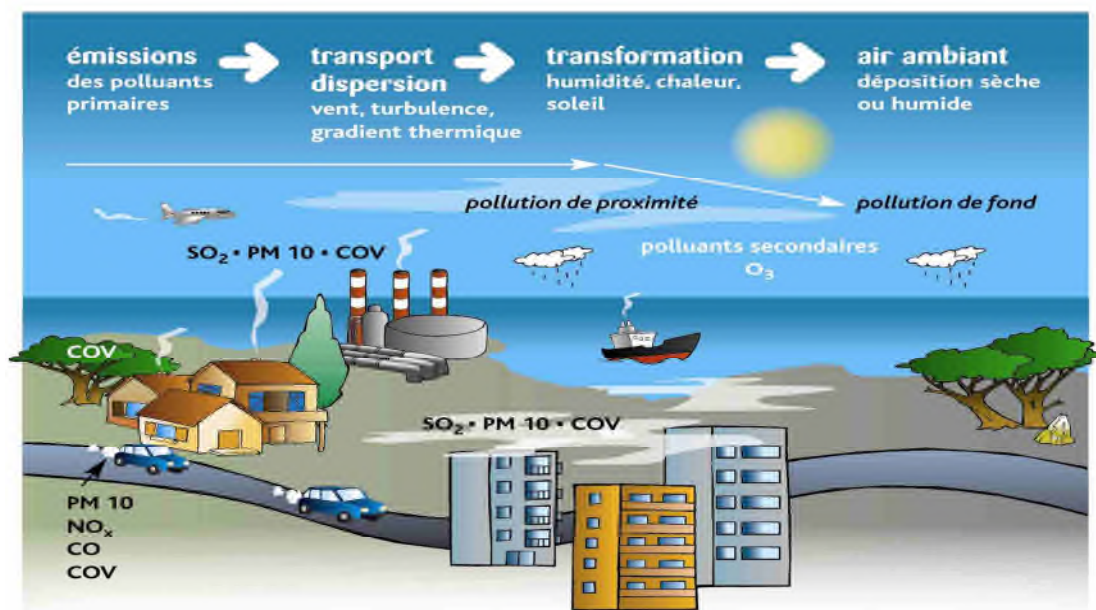 émissions
des polluants
primaires
transport
dispersion
vent, turbulence,
gradient thermique
transformation
humidité, chaleur,
soleil
air ambiant
déposition sèche
ou humide
pollution de proximité
pollution de fond
SO₂ • PM 10 • COV
polluants secondaires
O₃
COV
SO₂ • PM 10 • COV
PM 10
NOₓ
CO
COV